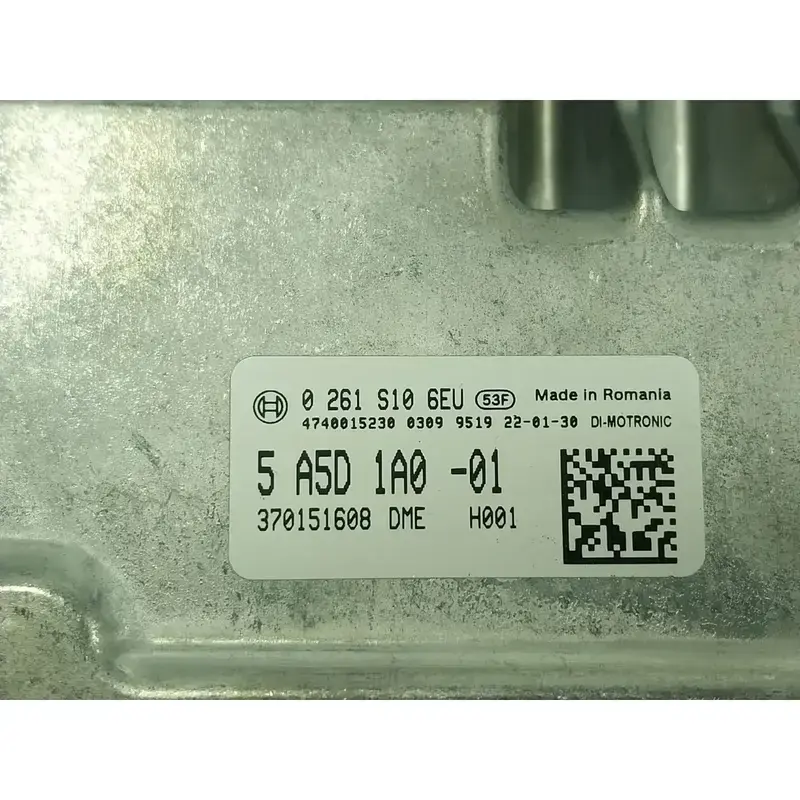 0 261 S10 6EU 53F Made in Romania
4740015230 0309 9519 22-01-30 DI-MOTRONIC
5 A5D 1A0 -01
370151608 DME H001